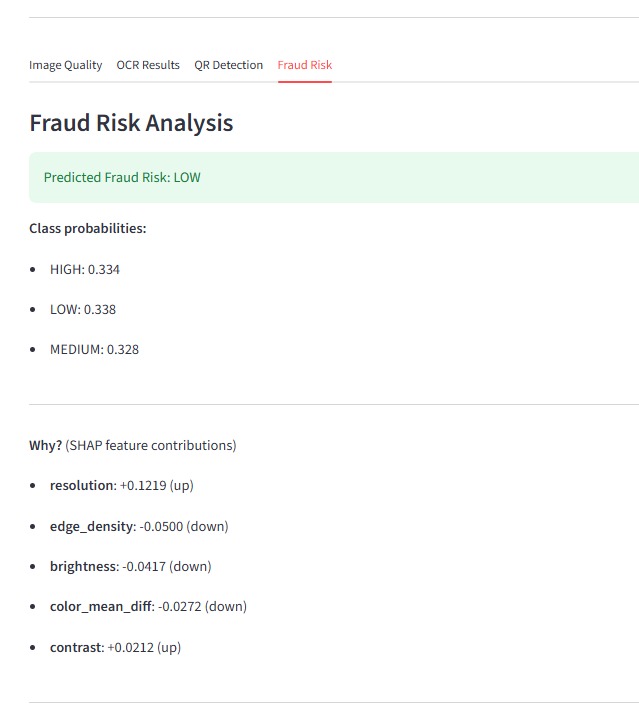 Image Quality OCR Results QR Detection Fraud Risk
Fraud Risk Analysis
Predicted Fraud Risk: LOW
Class probabilities:
• HIGH: 0.334
• LOW: 0.338
• MEDIUM: 0.328
Why? (SHAP feature contributions)
• resolution: +0.1219 (up)
• edge_density: -0.0500 (down)
• brightness: -0.0417 (down)
• color_mean_diff: -0.0272 (down)
• contrast: +0.0212 (up)